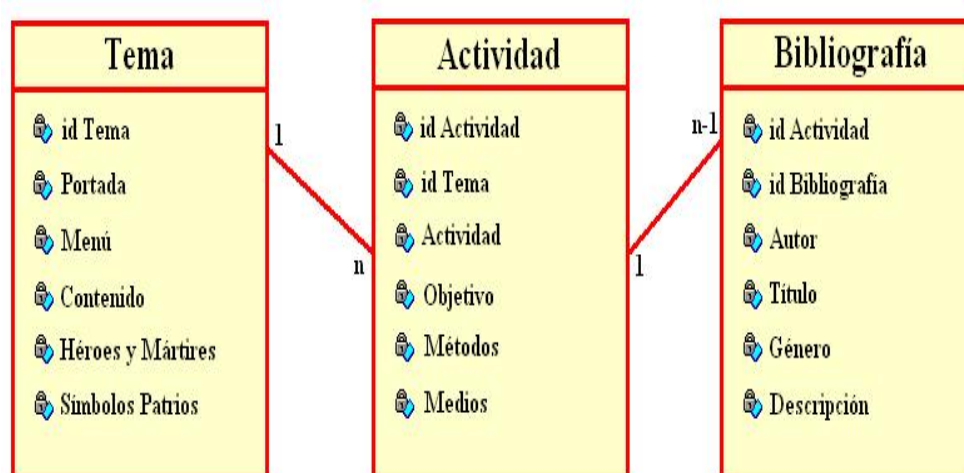 Tema
id Tema
Portada
Menú
Contenido
Héroes y Mártires
Símbolos Patrios
1
n
Actividad
id Actividad
id Tema
Actividad
Objetivo
Métodos
Medios
1
n-1
Bibliografía
id Actividad
id Bibliografía
Autor
Título
Género
Descripción